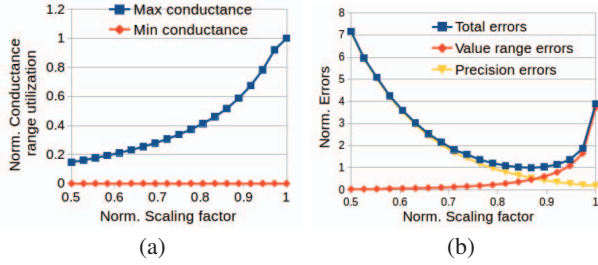 Max conductance
Min conductance
Norm. Conductance
range utilization
1.2
1
0.8
0.6
0.4
0.2
0
0.5 0.6 0.7 0.8 0.9 1
Norm. Scaling factor
(a)
Total errors
Value range errors
Precision errors
Norm. Errors
8
7
6
5
4
3
2
1
0
0.5 0.6 0.7 0.8 0.9 1
Norm. Scaling factor
(b)